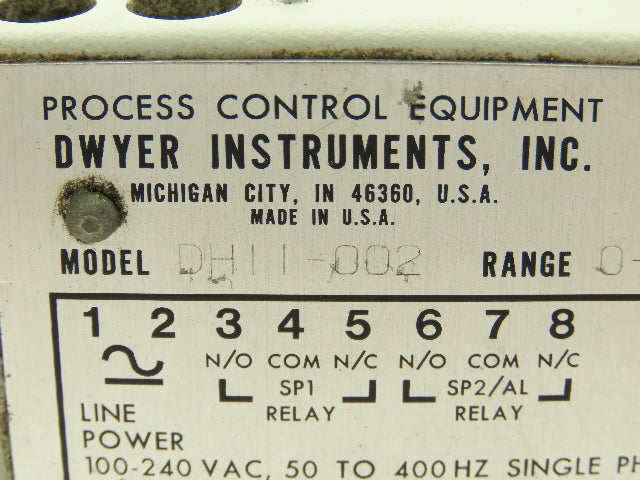 PROCESS CONTROL EQUIPMENT
DWYER INSTRUMENTS, INC.
MICHIGAN CITY, IN 46360, U.S.A.
MADE IN U.S.A.
MODEL DH11-002 RANGE 0-
1 2 3 4 5 6 7 8
N/O COM N/C N/O COM N/C
SP1 SP2/AL
LINE RELAY RELAY
POWER
100-240 VAC, 50 TO 400 HZ SINGLE PH